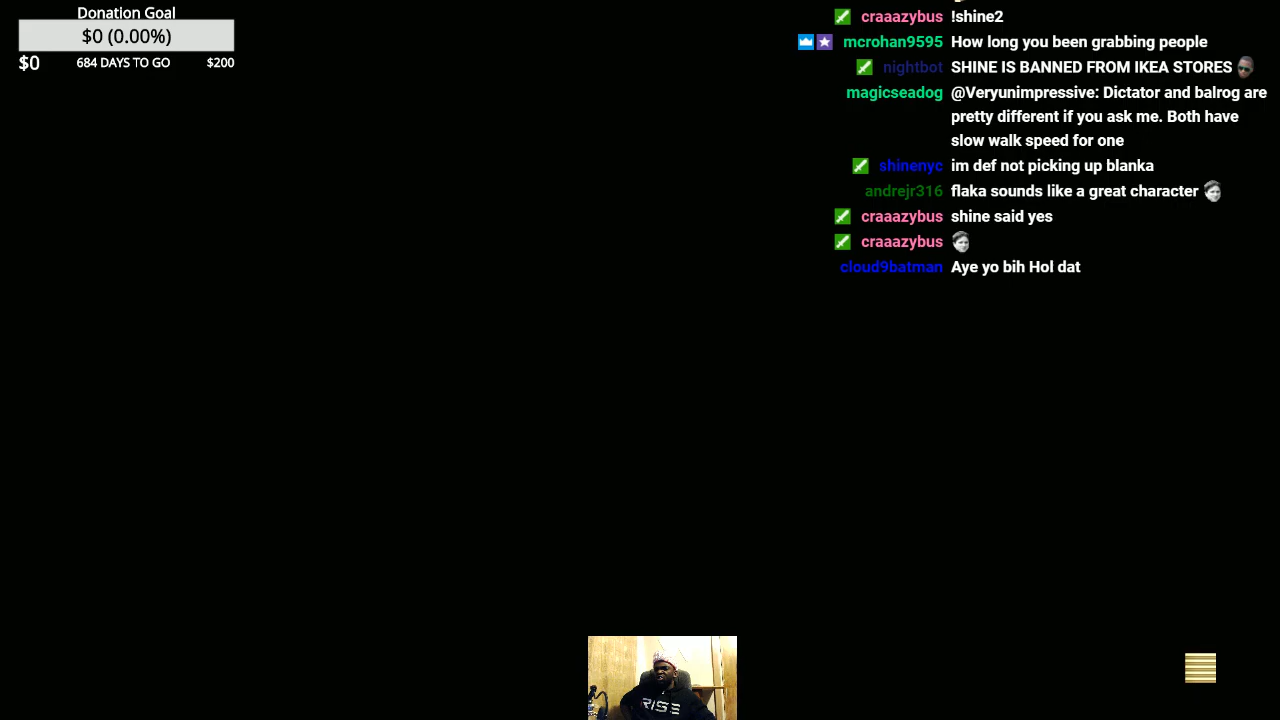 Donation Goal
$0 (0.00%)
$0 684 DAYS TO GO $200
craaazybus !shine2
mcrohan9595 How long you been grabbing people
nightbot SHINE IS BANNED FROM IKEA STORES
magicseadog @Veryunimpressive: Dictator and balrog are
pretty different if you ask me. Both have
slow walk speed for one
shinenyc im def not picking up blanka
andrejr316 flaka sounds like a great character
craaazybus shine said yes
craaazybus
cloud9batman Aye yo bih Hol dat
RISE